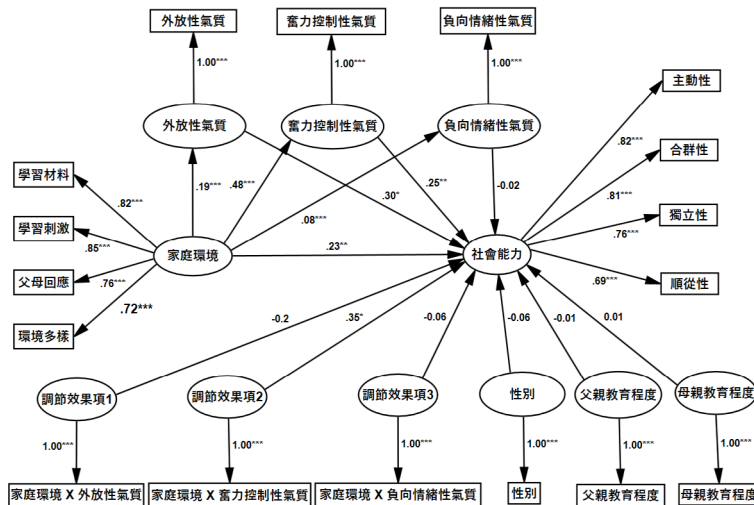 外放性氣質
奮力控制性氣質
負向情緒性氣質
1.00***
1.00***
1.00***
主動性
外放性氣質
奮力控制性氣質
負向情緒性氣質
.82***
合群性
.81***
學習材料
.82***
.19***
.48***
.30*
.25**
-0.02
獨立性
.76***
學習刺激
.85***
.08***
家庭環境
.23**
社會能力
父母回應
.76***
.69***
順從性
.72***
環境多樣
-0.2
.35*
-0.06
-0.06
-0.01
0.01
調節效果項1
調節效果項2
調節效果項3
性別
父親教育程度
母親教育程度
1.00***
1.00***
1.00***
1.00***
1.00***
1.00***
家庭環境 X 外放性氣質
家庭環境 X 奮力控制性氣質
家庭環境 X 負向情緒性氣質
性別
父親教育程度
母親教育程度